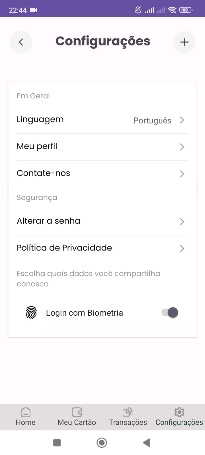 22:44
Configurações
Em Geral
Linguagem Português
Meu perfil
Contate-nos
Segurança
Alterar a senha
Política de Privacidade
Escolha quais dados você compartilha
conosco
Login com Biometria
Home Meu Cartão Transações Configurações